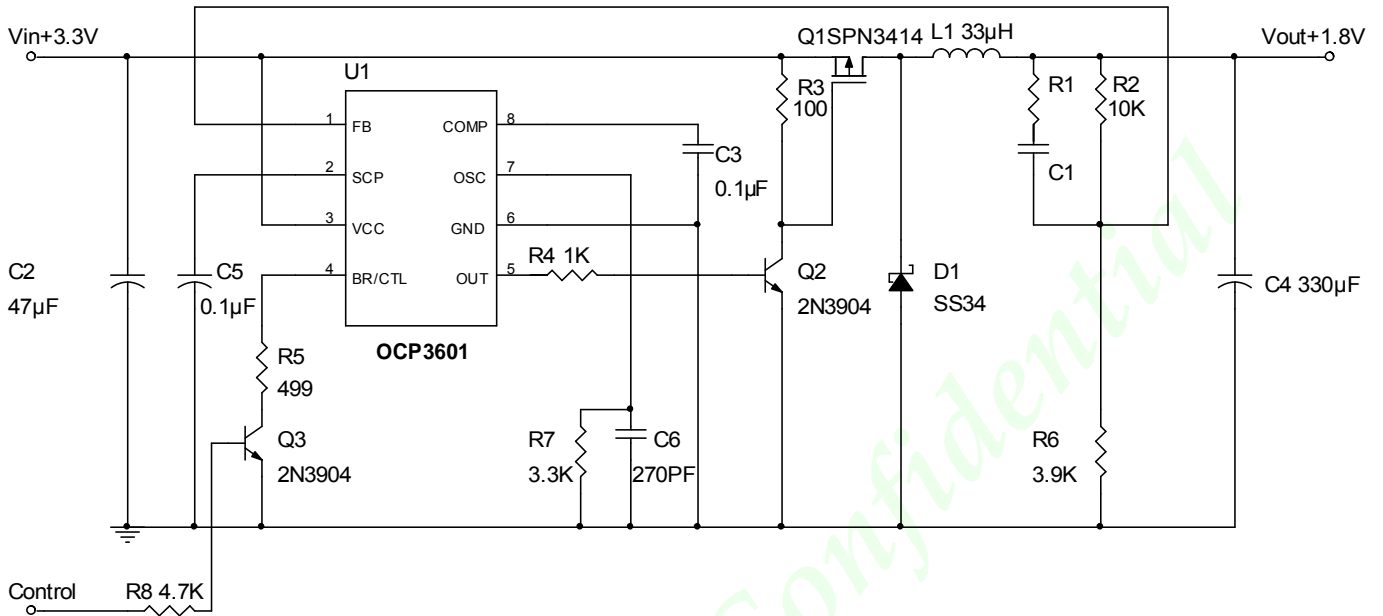 Vin+3.3V
Q1SPN3414
L1 33µH
Vout+1.8V
U1
R3
100
R1
R2
10K
1
FB
COMP
8
C3
0.1µF
C1
2
SCP
OSC
7
3
VCC
GND
6
4
BR/CTL
OUT
5
R4 1K
C2
47µF
C5
0.1µF
Q2
2N3904
D1
SS34
C4 330µF
OCP3601
R5
499
Q3
2N3904
R7
3.3K
C6
270PF
R6
3.9K
Control
R8 4.7K
Confidential